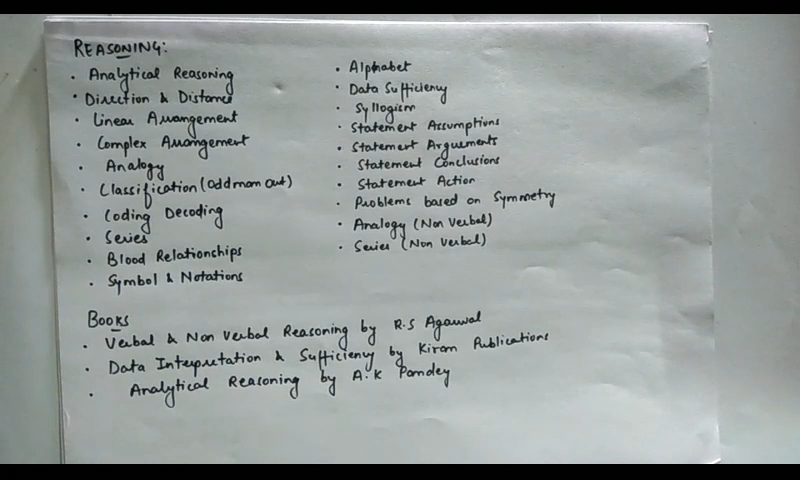 REASONING:
· Analytical Reasoning
· Direction & Distance
· Linear Arrangement
· Complex Arrangement
· Analogy
· Classification (odd man out)
· Coding Decoding
· Series
· Blood Relationships
· Symbol & Notations
· Alphabet
· Data Sufficiency
· Syllogism
· Statement Assumptions
· Statement Arguements
· Statement Conclusions
· Statement Action
· Problems based on Symmetry
· Analogy (Non Verbal)
· Series (Non Verbal)
BOOKS
· Verbal & Non Verbal Reasoning by R.S Agarwal
· Data Interpretation & Sufficiency by Kiran Publications
· Analytical Reasoning by A.K Pandey